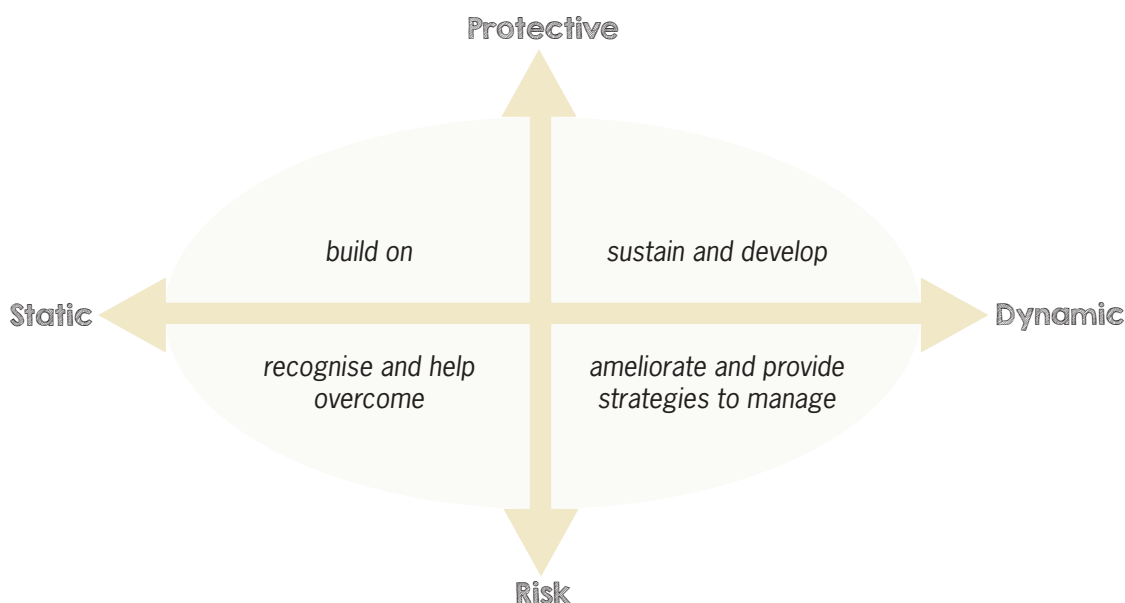 Protective
build on
sustain and develop
Static
Dynamic
recognise and help
overcome
ameliorate and provide
strategies to manage
Risk